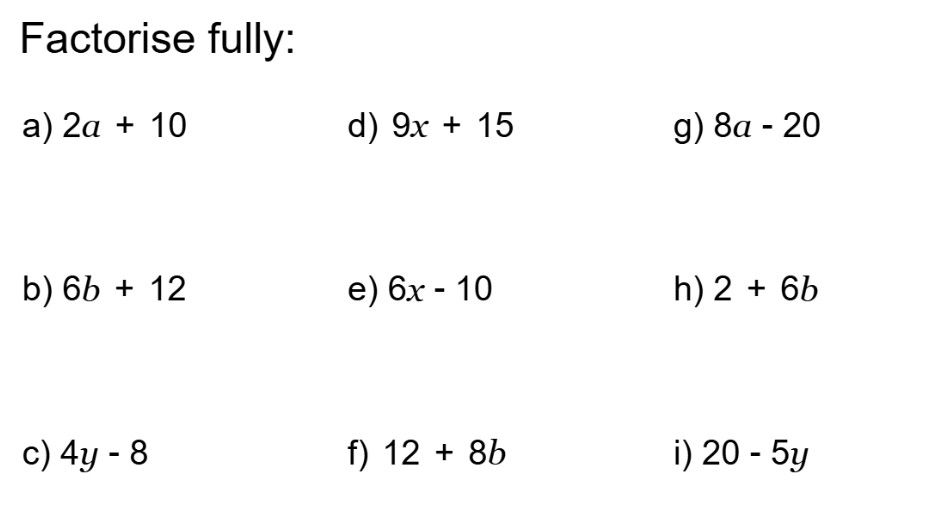 Factorise fully:
a) 2a + 10
d) 9x + 15
g) 8a - 20
b) 6b + 12
e) 6x - 10
h) 2 + 6b
c) 4y - 8
f) 12 + 8b
i) 20 - 5y